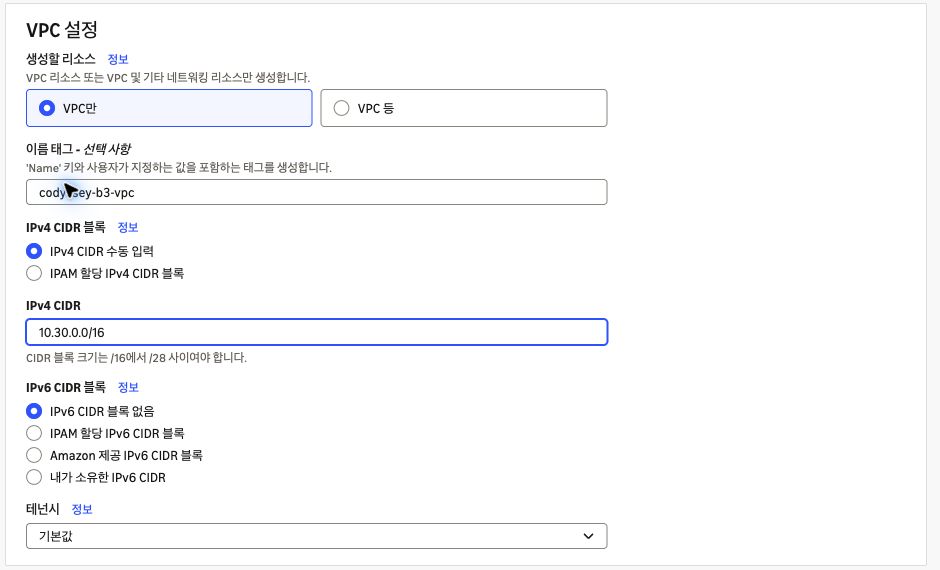 VPC 설정
생성할 리소스 정보
VPC 리소스 또는 VPC 및 기타 네트워킹 리소스만 생성합니다.
VPC만
VPC 등
이름 태그 - 선택 사항
'Name' 키와 사용자가 지정하는 값을 포함하는 태그를 생성합니다.
codyssey-b3-vpc
IPv4 CIDR 블록 정보
IPv4 CIDR 수동 입력
IPAM 할당 IPv4 CIDR 블록
IPv4 CIDR
10.30.0.0/16
CIDR 블록 크기는 /16에서 /28 사이여야 합니다.
IPv6 CIDR 블록 정보
IPv6 CIDR 블록 없음
IPAM 할당 IPv6 CIDR 블록
Amazon 제공 IPv6 CIDR 블록
내가 소유한 IPv6 CIDR
테넌시 정보
기본값